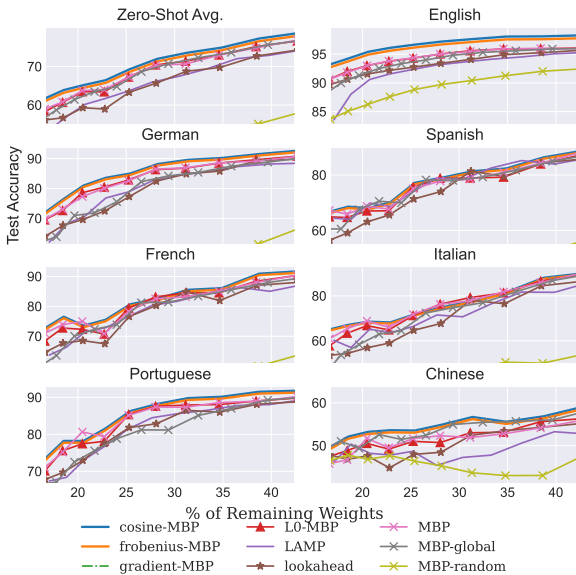 Zero-Shot Avg. English
70
60
95
90
85
German Spanish
90
80
70
80
60
Test Accuracy
French Italian
90
80
70
80
60
Portuguese Chinese
90
80
70
60
50
20 25 30 35 40 20 25 30 35 40
% of Remaining Weights
cosine-MBP L0-MBP MBP
frobenius-MBP LAMP MBP-global
gradient-MBP lookahead MBP-random